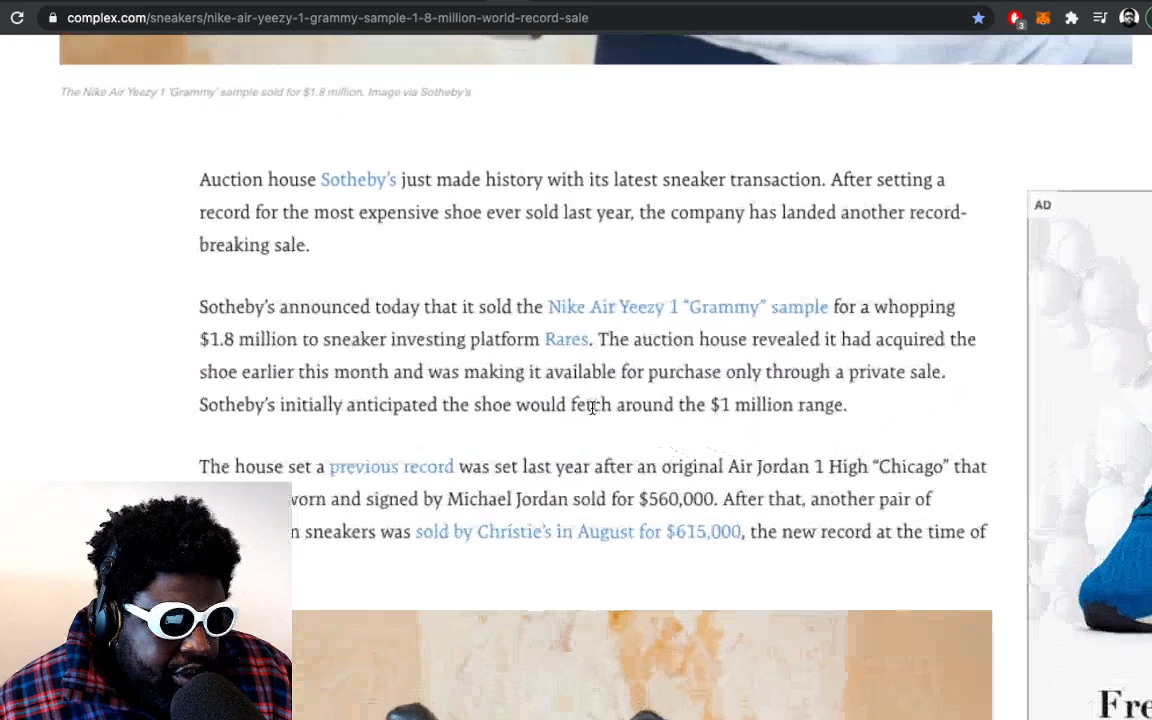 complex.com/sneakers/nike-air-yeezy-1-grammy-sample-1-8-million-world-record-sale
3
The Nike Air Yeezy 1 'Grammy' sample sold for $1.8 million. Image via Sotheby's
Auction house Sotheby's just made history with its latest sneaker transaction. After setting a
record for the most expensive shoe ever sold last year, the company has landed another record-
breaking sale.
Sotheby's announced today that it sold the Nike Air Yeezy 1 “Grammy” sample for a whopping
$1.8 million to sneaker investing platform Rares. The auction house revealed it had acquired the
shoe earlier this month and was making it available for purchase only through a private sale.
Sotheby's initially anticipated the shoe would fetch around the $1 million range.
The house set a previous record was set last year after an original Air Jordan 1 High “Chicago” that
worn and signed by Michael Jordan sold for $560,000. After that, another pair of
sneakers was sold by Christie's in August for $615,000, the new record at the time of
AD
Fre